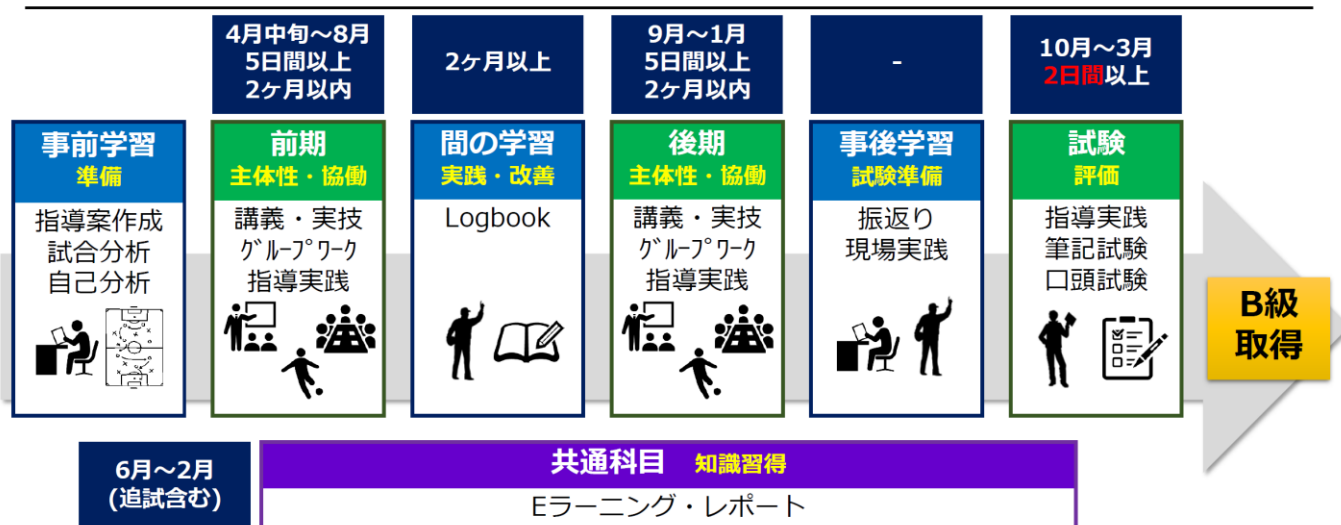 4月中旬～8月
5日間以上
2ヶ月以内
2ヶ月以上
9月～1月
5日間以上
2ヶ月以内
-
10月～3月
2日間以上
事前学習
準備
指導案作成
試合分析
自己分析
前期
主体性・協働
講義・実技
ｸﾞﾙｰﾌﾟﾜｰｸ
指導実践
間の学習
実践・改善
Logbook
後期
主体性・協働
講義・実技
ｸﾞﾙｰﾌﾟﾜｰｸ
指導実践
事後学習
試験準備
振返り
現場実践
試験
評価
指導実践
筆記試験
口頭試験
B級
取得
6月～2月
(追試含む)
共通科目 知識習得
Eラーニング・レポート